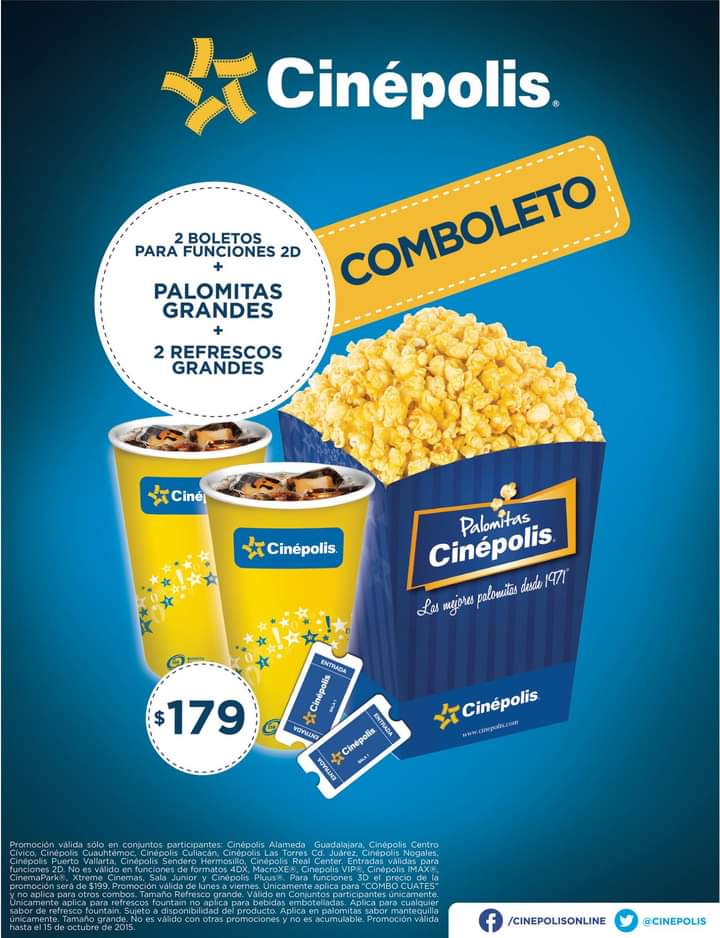 Cinépolis®
COMBOLETO
2 BOLETOS
PARA FUNCIONES 2D
+
PALOMITAS
GRANDES
+
2 REFRESCOS
GRANDES
Cinép
Cinépolis
Palomitas
Cinépolis
Las mejores palomitas desde 1971
Cinépolis
www.cinepolis.com
$179
ENTRADA
Cinépolis
SALA 1
ENTRADA
ENTRADA
Cinépolis
SALA 1
ENTRADA
Promoción válida sólo en conjuntos participantes: Cinépolis Alameda Guadalajara, Cinépolis Centro
Cívico, Cinépolis Cuauhtémoc, Cinépolis Culiacán, Cinépolis Las Torres Cd. Juárez, Cinépolis Nogales,
Cinépolis Puerto Vallarta, Cinépolis Sendero Hermosillo, Cinépolis Real Center. Entradas válidas para
funciones 2D. No es válido en funciones de formatos 4DX, MacroXE®, Cinepolis VIP®, Cinépolis IMAX®,
CinemaPark®, Xtreme Cinemas, Sala Junior y Cinépolis Pluus®. Para funciones 3D el precio de la
promoción será de $199. Promoción válida de lunes a viernes. Únicamente aplica para "COMBO CUATES"
y no aplica para otros combos. Tamaño Refresco grande. Válido en Conjuntos participantes únicamente.
Únicamente aplica para refrescos fountain no aplica para bebidas embotelladas. Aplica para cualquier
sabor de refresco fountain. Sujeto a disponibilidad del producto. Aplica en palomitas sabor mantequilla
únicamente. Tamaño grande. No es válido con otras promociones y no es acumulable. Promoción válida
hasta el 15 de octubre de 2015.
/CINEPOLISONLINE
@CINEPOLIS